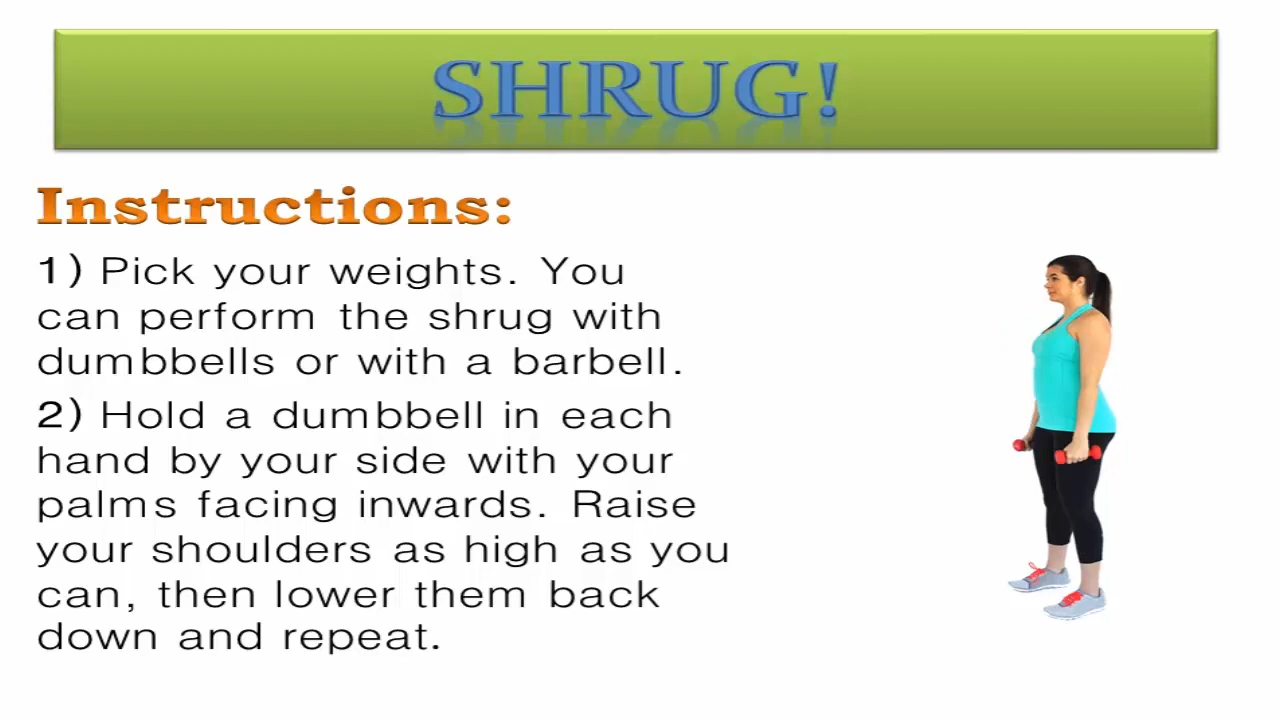 SHRUG!
Instructions:
1) Pick your weights. You
can perform the shrug with
dumbbells or with a barbell.
2) Hold a dumbbell in each
hand by your side with your
palms facing inwards. Raise
your shoulders as high as you
can, then lower them back
down and repeat.